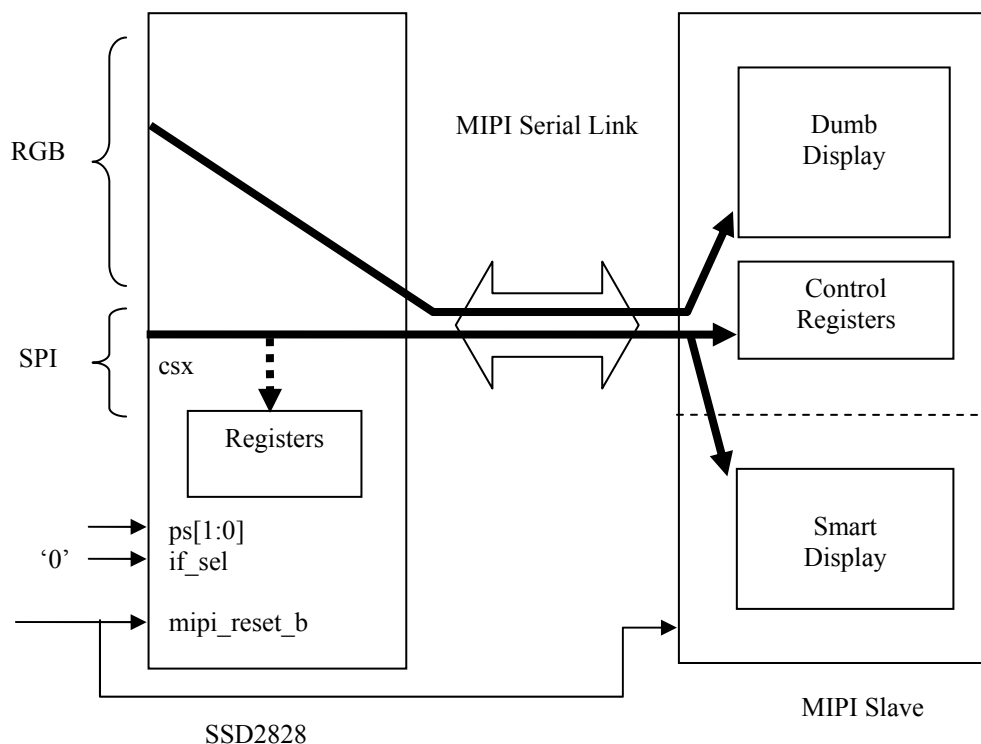 RGB
MIPI Serial Link
Dumb
Display
Control
Registers
SPI
csx
Registers
ps[1:0]
‘0’
if_sel
Smart
Display
mipi_reset_b
MIPI Slave
SSD2828